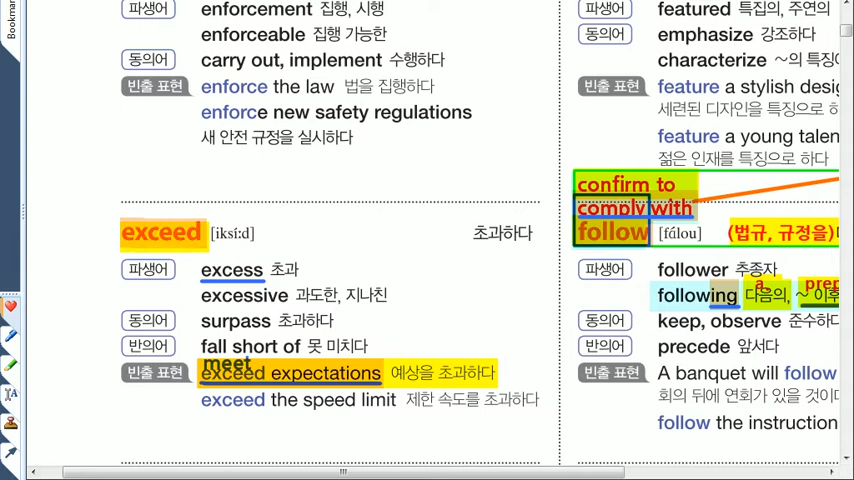 Bookmar
enforcement 집행, 시행
enforceable 집행 가능한
동의어 carry out, implement 수행하다
빈출 표현 enforce the law 법을 집행하다
enforce new safety regulations
새 안전 규정을 실시하다
exceed [iksíːd] 초과하다
파생어 excess 초과
excessive 과도한, 지나친
동의어 surpass 초과하다
반의어 fall short of 못 미치다
meet
빈출 표현 exceed expectations 예상을 초과하다
exceed the speed limit 제한 속도를 초과하다
파생어 featured 특집의, 주연의
동의어 emphasize 강조하다
characterize ~의 특징이
빈출 표현 feature a stylish desig
세련된 디자인을 특징으로 하
feature a young talen
젊은 인재를 특징으로 하다
confirm to
comply with
follow [fálou] (법규, 규정을)
파생어 follower 추종자
a prep
following 다음의, ~ 이후
동의어 keep, observe 준수하다
반의어 precede 앞서다
빈출 표현 A banquet will follow
회의 뒤에 연회가 있을 것이
follow the instruction